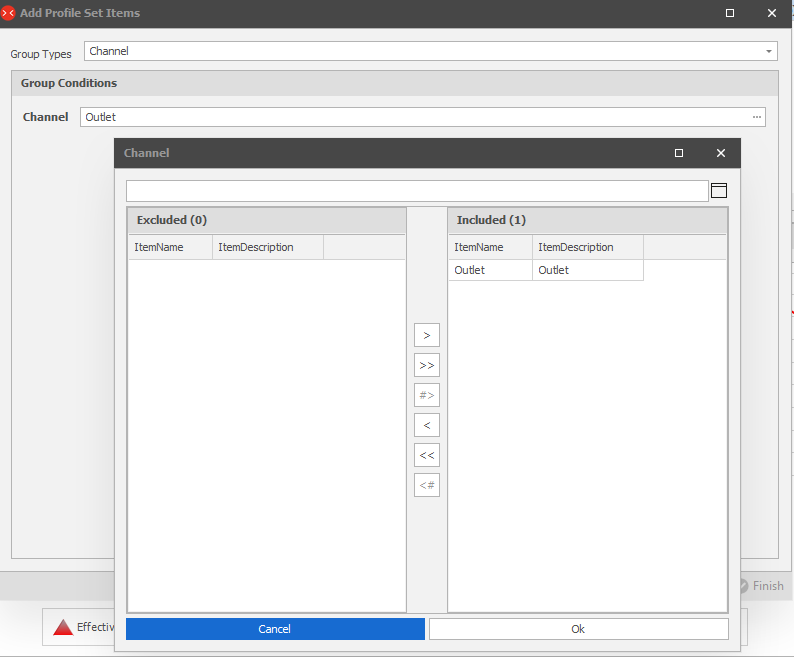 Add Profile Set Items
Group Types
Channel
Group Conditions
Channel
Outlet
...
Channel
Excluded (0)
Included (1)
ItemName ItemDescription
ItemName ItemDescription
Outlet Outlet
>
>>
#>
<
<<
<#
Finish
Effectiv
Cancel
Ok